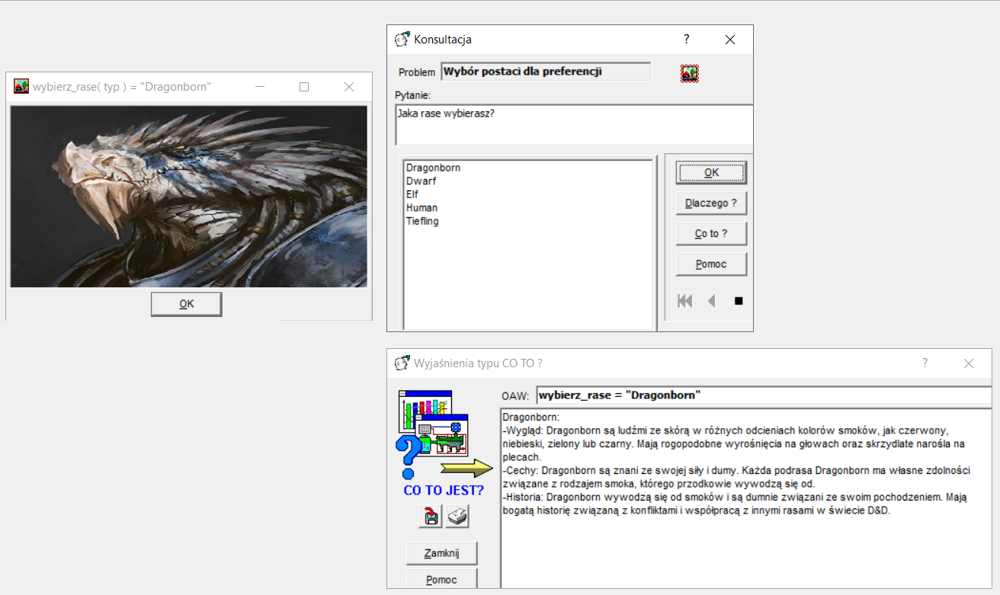 wybierz_rase( typ ) = "Dragonborn"
OK
Konsultacja
?
Problem
Wybór postaci dla preferencji
Pytanie:
Jaka rase wybierasz?
Dragonborn
Dwarf
Elf
Human
Tiefling
OK
Dlaczego ?
Co to ?
Pomoc
Wyjaśnienia typu CO TO ?
?
OAW:
wybierz_rase = "Dragonborn"
CO TO JEST?
Zamknij
Pomoc
Dragonborn:
-Wygląd: Dragonborn są ludźmi ze skórą w różnych odcieniach kolorów smoków, jak czerwony,
niebieski, zielony lub czarny. Mają rogopodobne wyrośnięcia na głowach oraz skrzydlate narośla na
plecach.
-Cechy: Dragonborn są znani ze swojej siły i dumy. Każda podrasa Dragonborn ma własne zdolności
związane z rodzajem smoka, którego przodkowie wywodzą się od.
-Historia: Dragonborn wywodzą się od smoków i są dumnie związani ze swoim pochodzeniem. Mają
bogatą historię związaną z konfliktami i współpracą z innymi rasami w świecie D&D.